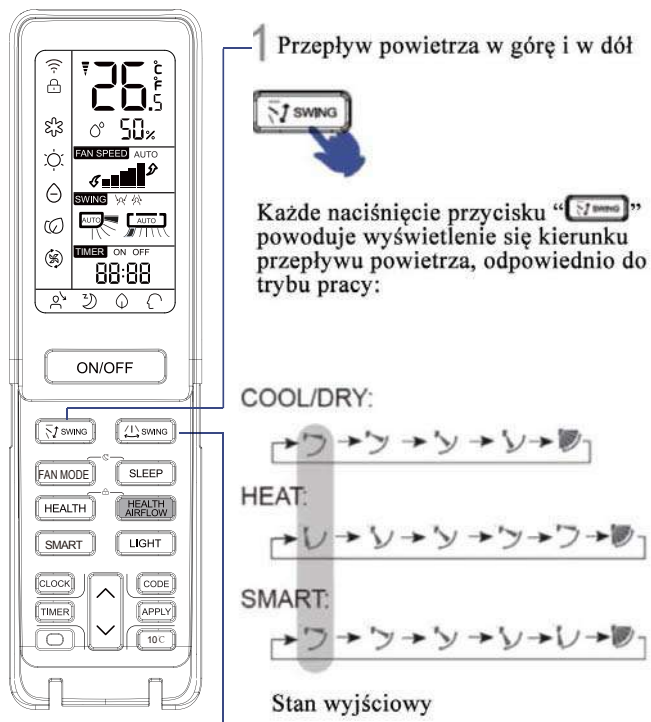 1 Przepływ powietrza w górę i w dół
SWING
Każde naciśnięcie przycisku “SWING”
powoduje wyświetlenie się kierunku
przepływu powietrza, odpowiednio do
trybu pracy:
COOL/DRY:
HEAT:
SMART:
Stan wyjściowy
26.5 °C °F
50%
FAN SPEED AUTO
SWING
AUTO AUTO
TIMER ON OFF
88:88
ON/OFF
SWING SWING
FAN MODE SLEEP
HEALTH HEALTH
AIRFLOW
SMART LIGHT
CLOCK CODE
TIMER APPLY
10°C